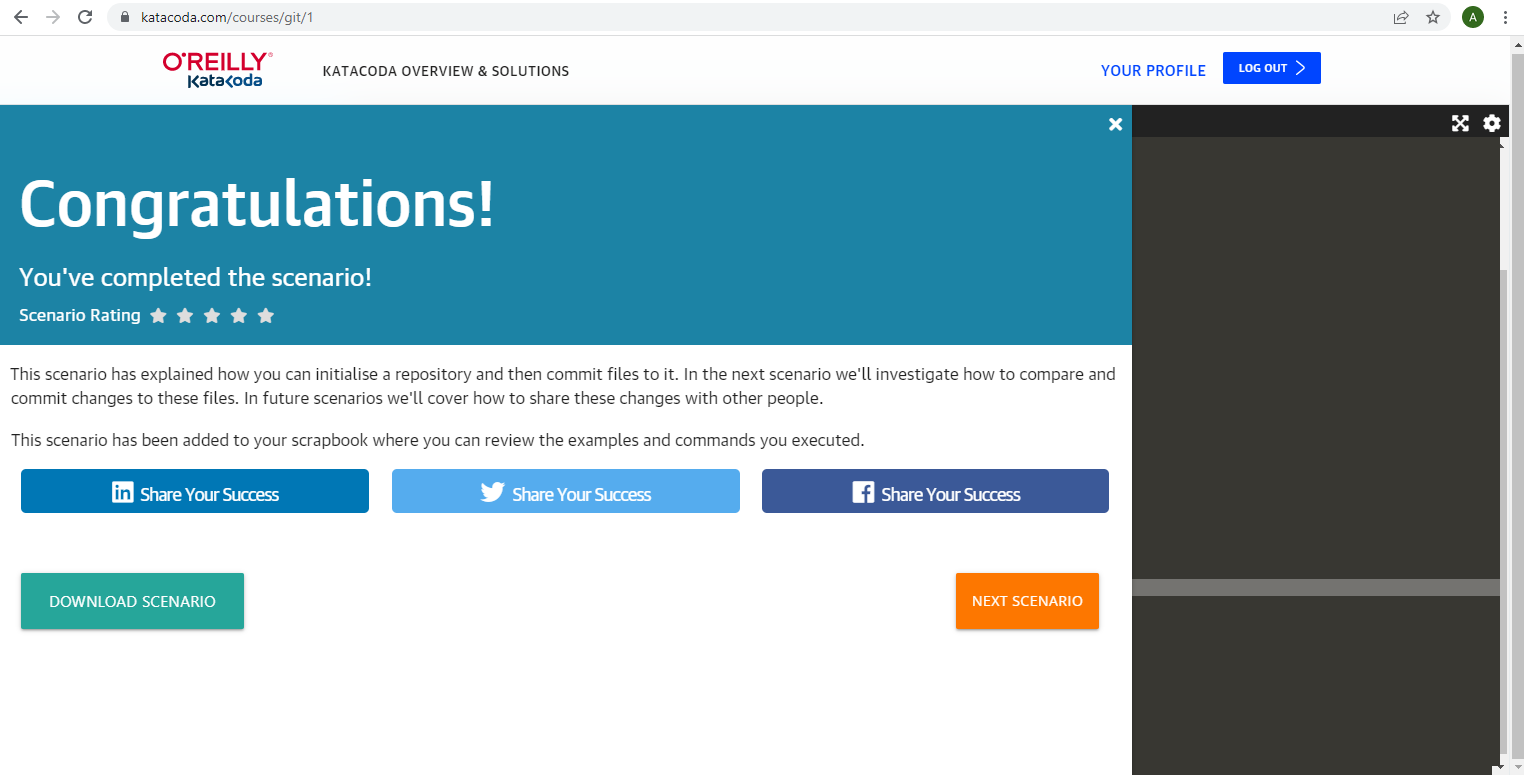 katacoda.com/courses/git/1
A
O'REILLY®
Katakoda
KATACODA OVERVIEW & SOLUTIONS
YOUR PROFILE
LOG OUT
Congratulations!
You've completed the scenario!
Scenario Rating
This scenario has explained how you can initialise a repository and then commit files to it. In the next scenario we'll investigate how to compare and
commit changes to these files. In future scenarios we'll cover how to share these changes with other people.
This scenario has been added to your scrapbook where you can review the examples and commands you executed.
in Share Your Success
Share Your Success
f Share Your Success
DOWNLOAD SCENARIO
NEXT SCENARIO